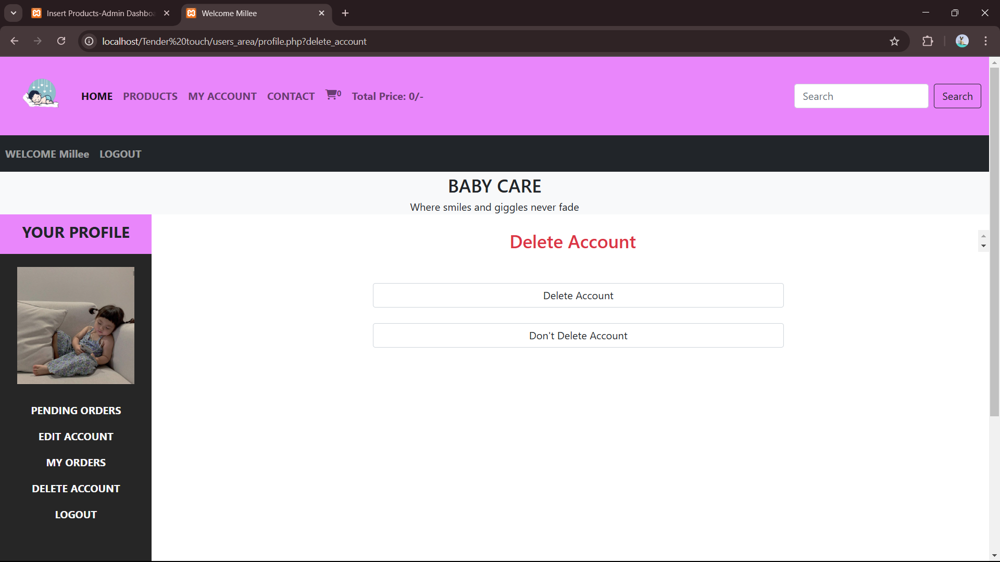 Insert Products-Admin Dashboa
Welcome Millee
localhost/Tender%20touch/users_area/profile.php?delete_account
HOME PRODUCTS MY ACCOUNT CONTACT 0 Total Price: 0/- Search Search
WELCOME Millee LOGOUT
BABY CARE
Where smiles and giggles never fade
YOUR PROFILE
Delete Account
Delete Account
Don't Delete Account
PENDING ORDERS
EDIT ACCOUNT
MY ORDERS
DELETE ACCOUNT
LOGOUT